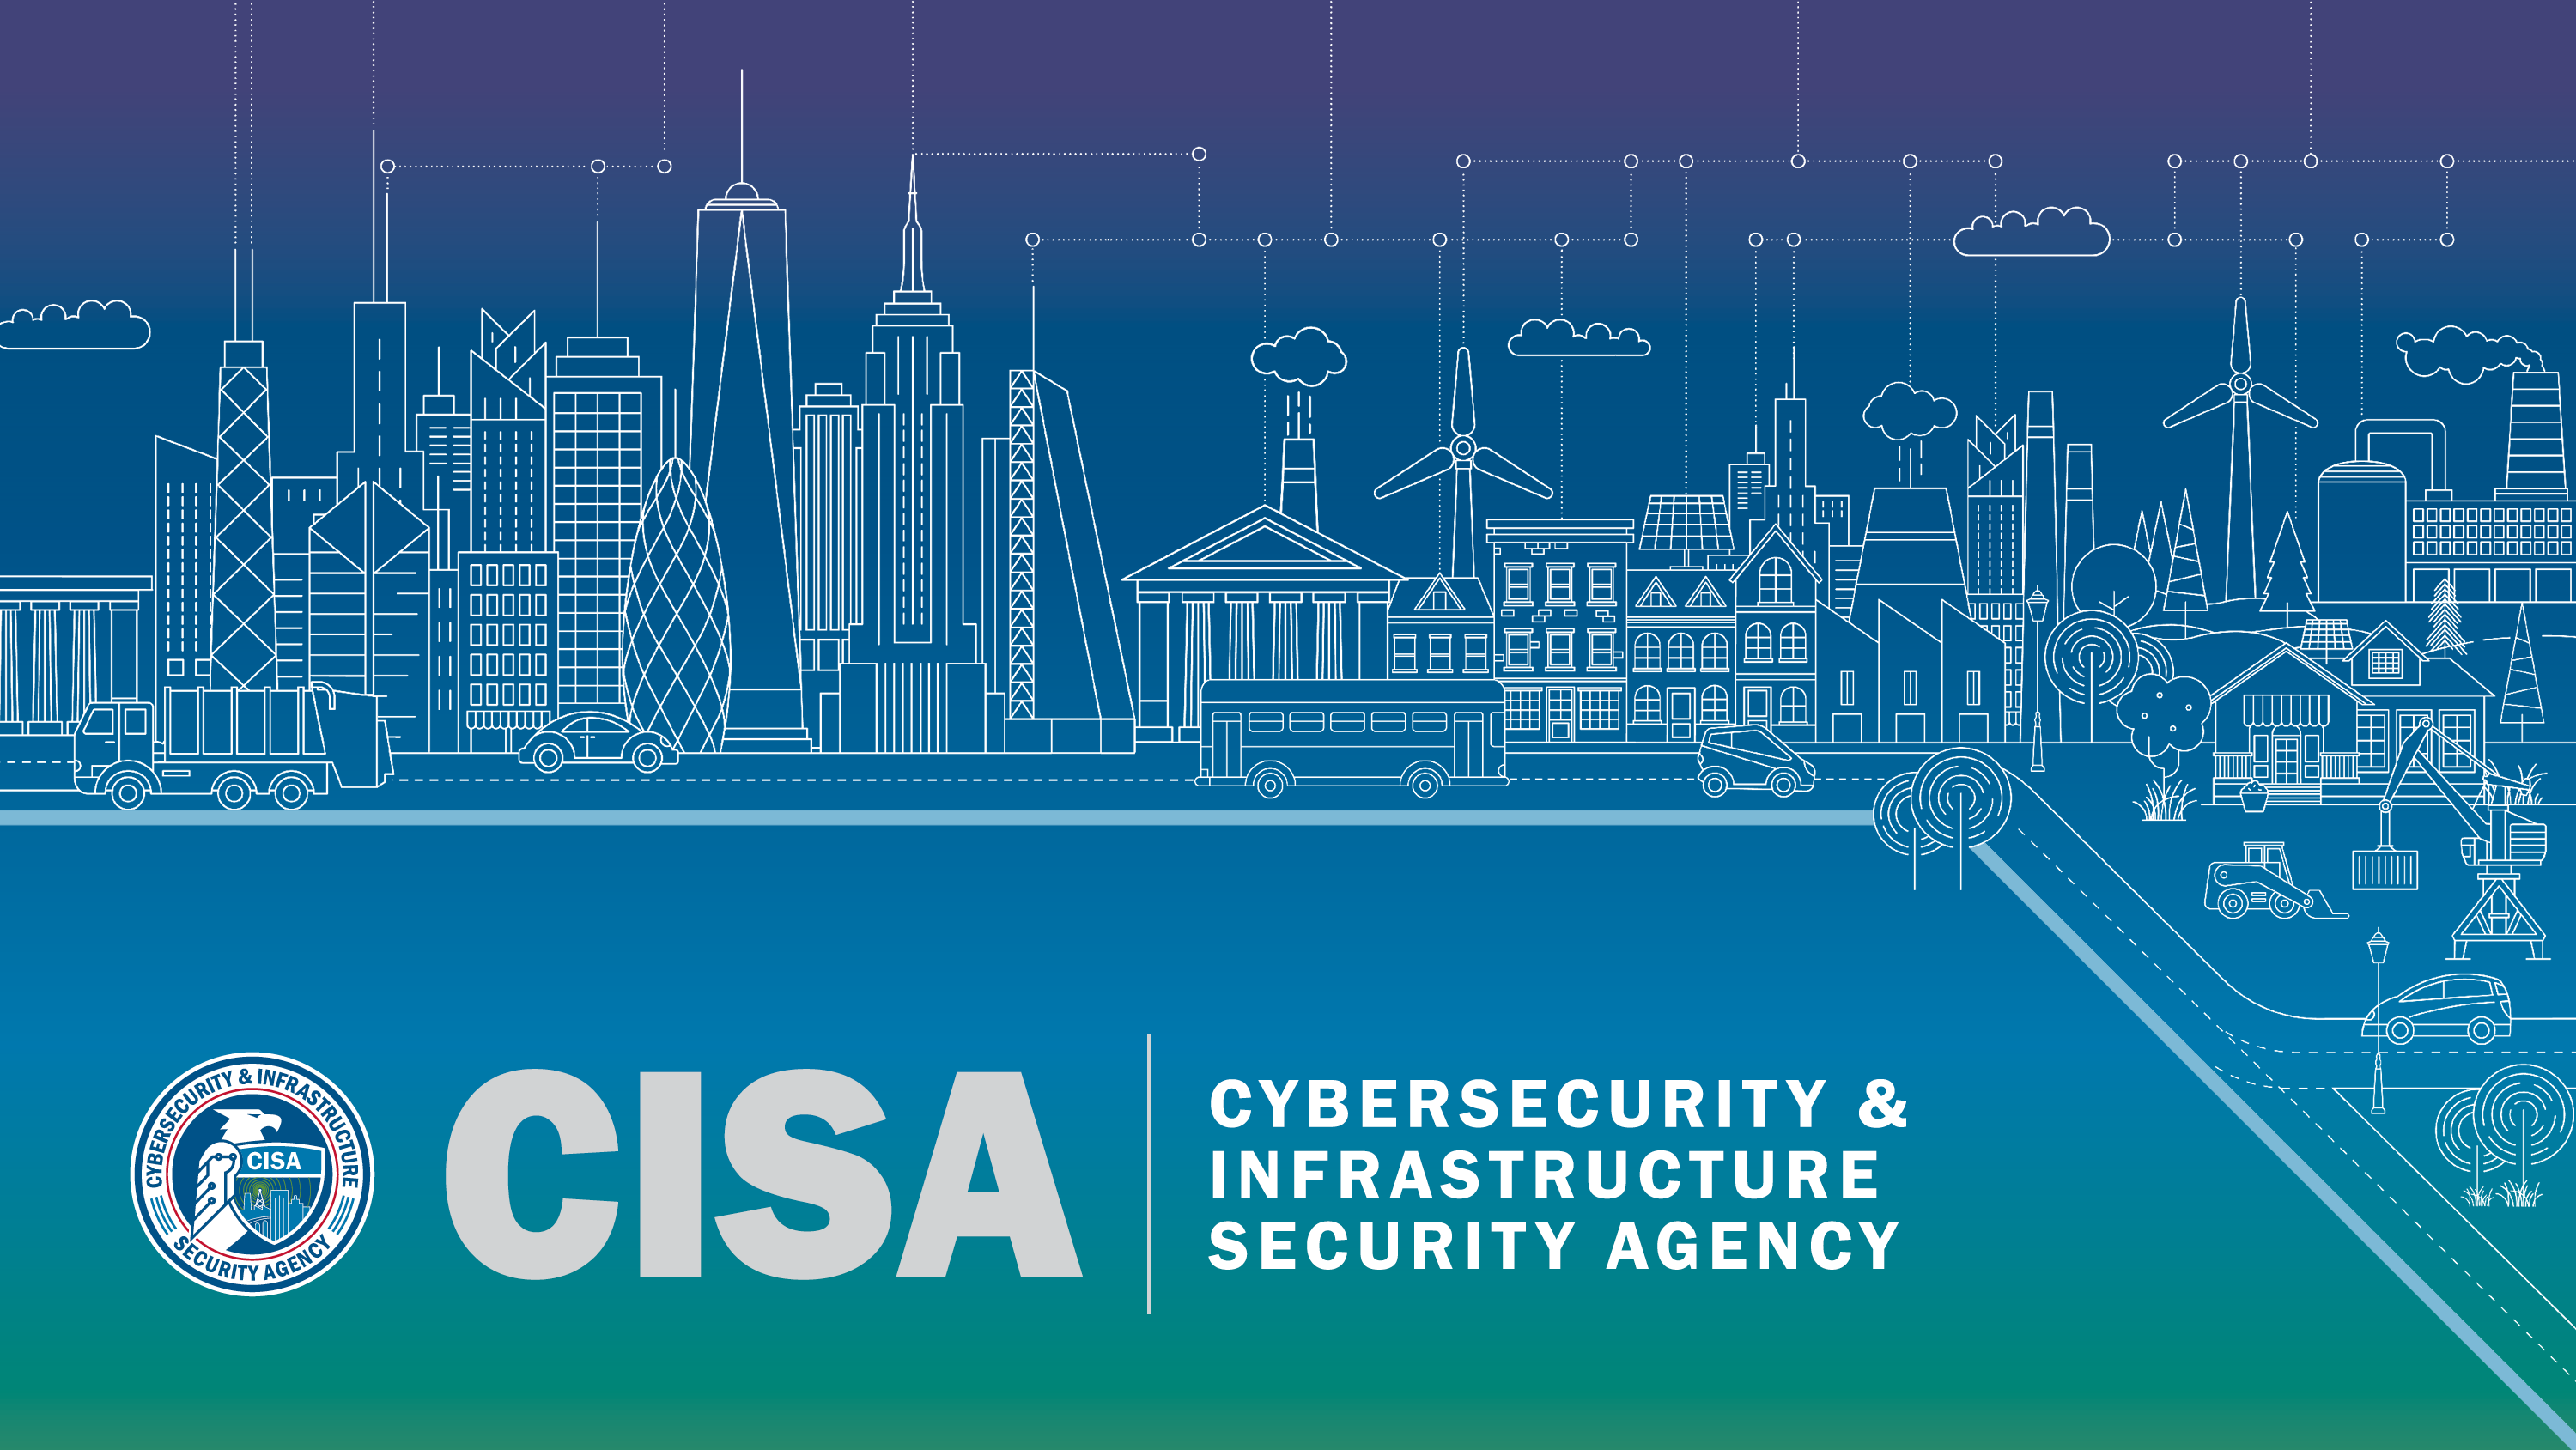 CYBERSECURITY & INFRASTRUCTURE
CISA
SECURITY AGENCY
CISA
CYBERSECURITY &
INFRASTRUCTURE
SECURITY AGENCY